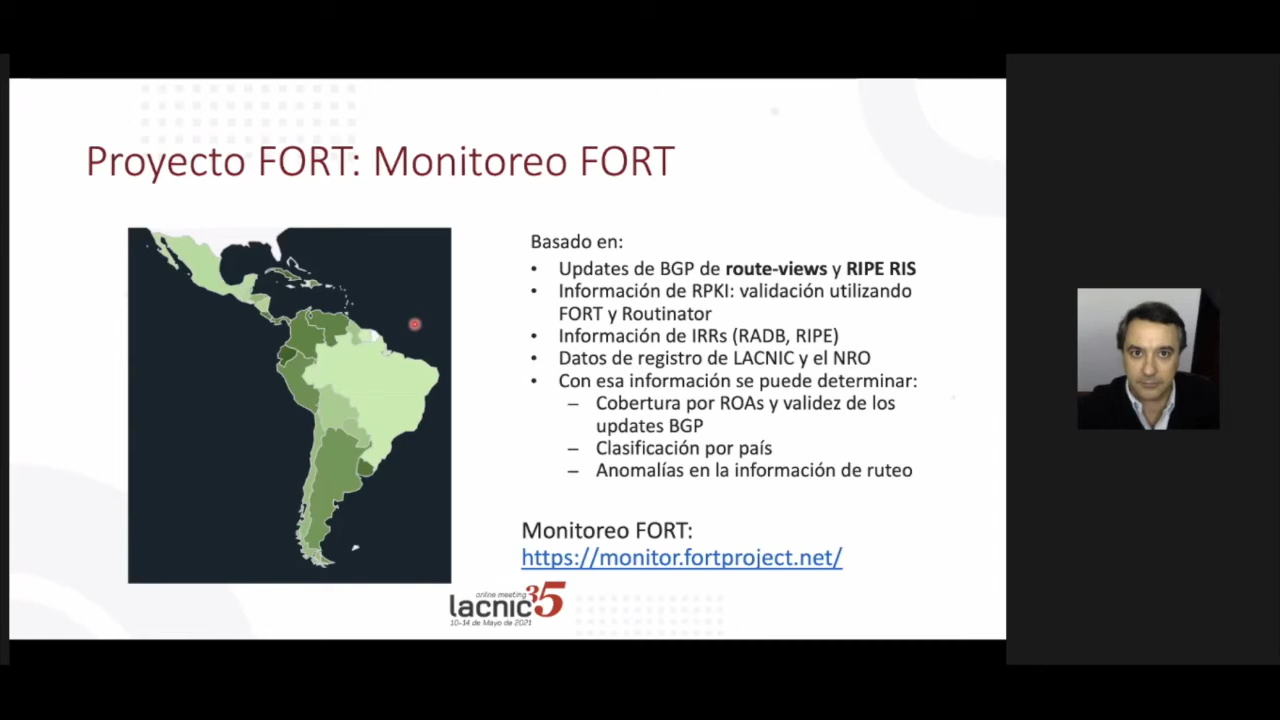 Proyecto FORT: Monitoreo FORT
Basado en:
• Updates de BGP de route-views y RIPE RIS
• Información de RPKI: validación utilizando
FORT y Routinator
• Información de IRRs (RADB, RIPE)
• Datos de registro de LACNIC y el NRO
• Con esa información se puede determinar:
– Cobertura por ROAs y validez de los
updates BGP
– Clasificación por país
– Anomalías en la información de ruteo
Monitoreo FORT:
https://monitor.fortproject.net/
online meeting
lacnic35
10-14 de Mayo de 2021